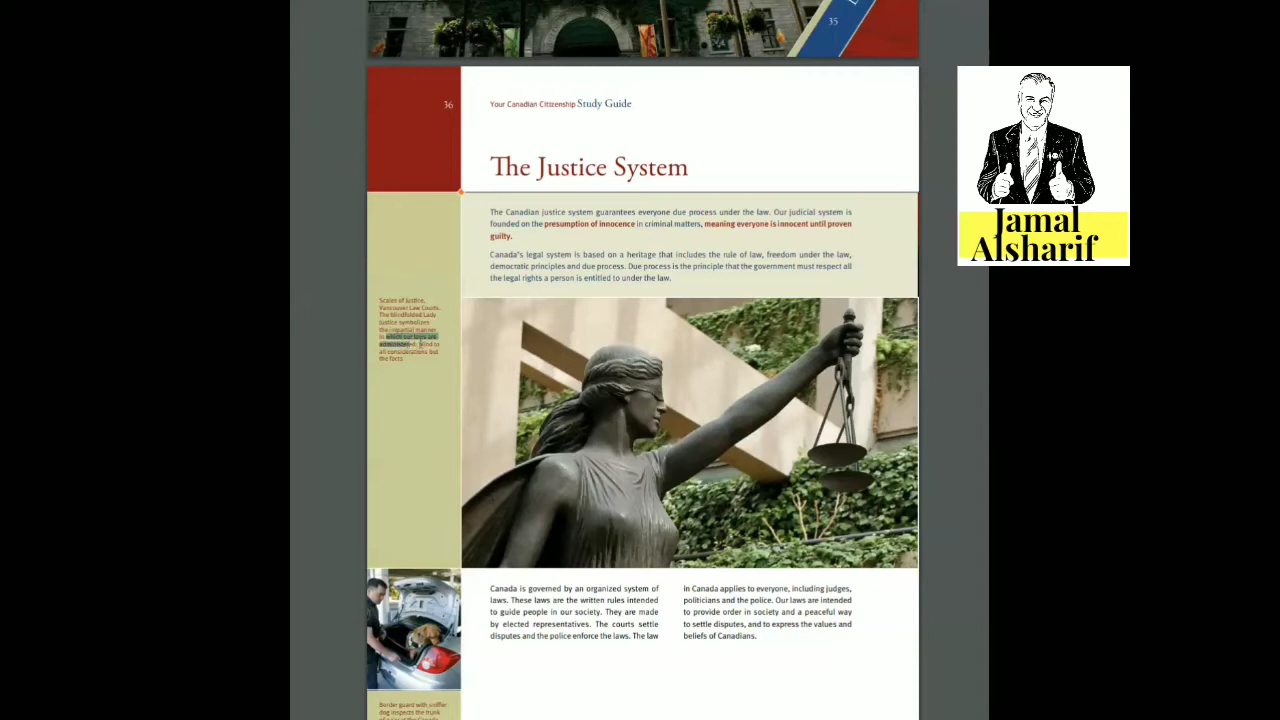 35
36
Your Canadian Citizenship Study Guide
The Justice System
The Canadian justice system guarantees everyone due process under the law. Our judicial system is
founded on the presumption of innocence in criminal matters, meaning everyone is innocent until proven
guilty.
Canada's legal system is based on a heritage that includes the rule of law, freedom under the law,
democratic principles and due process. Due process is the principle that the government must respect all
the legal rights a person is entitled to under the law.
Scales of Justice,
Vancouver Law Courts.
The blindfolded Lady
Justice symbolizes
the impartial manner
in which our laws are
all considerations but
the facts
Canada is governed by an organized system of
laws. These laws are the written rules intended
to guide people in our society. They are made
by elected representatives. The courts settle
disputes and the police enforce the laws. The law
in Canada applies to everyone, including judges,
politicians and the police. Our laws are intended
to provide order in society and a peaceful way
to settle disputes, and to express the values and
beliefs of Canadians.
Border guard with sniffer
dog inspects the trunk
Jamal
Alsharif